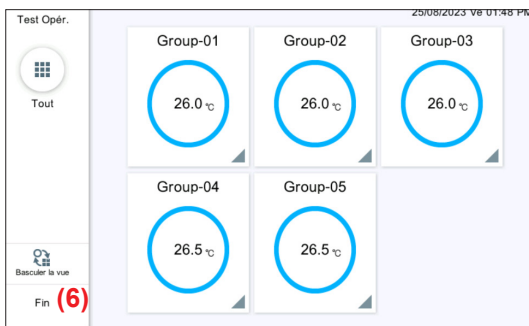 Test Opér.
25/08/2023 Ve 01:48 PM
Tout
Group-01
26.0 °C
Group-02
26.0 °C
Group-03
26.0 °C
Group-04
26.5 °C
Group-05
26.5 °C
Basculer la vue
Fin (6)